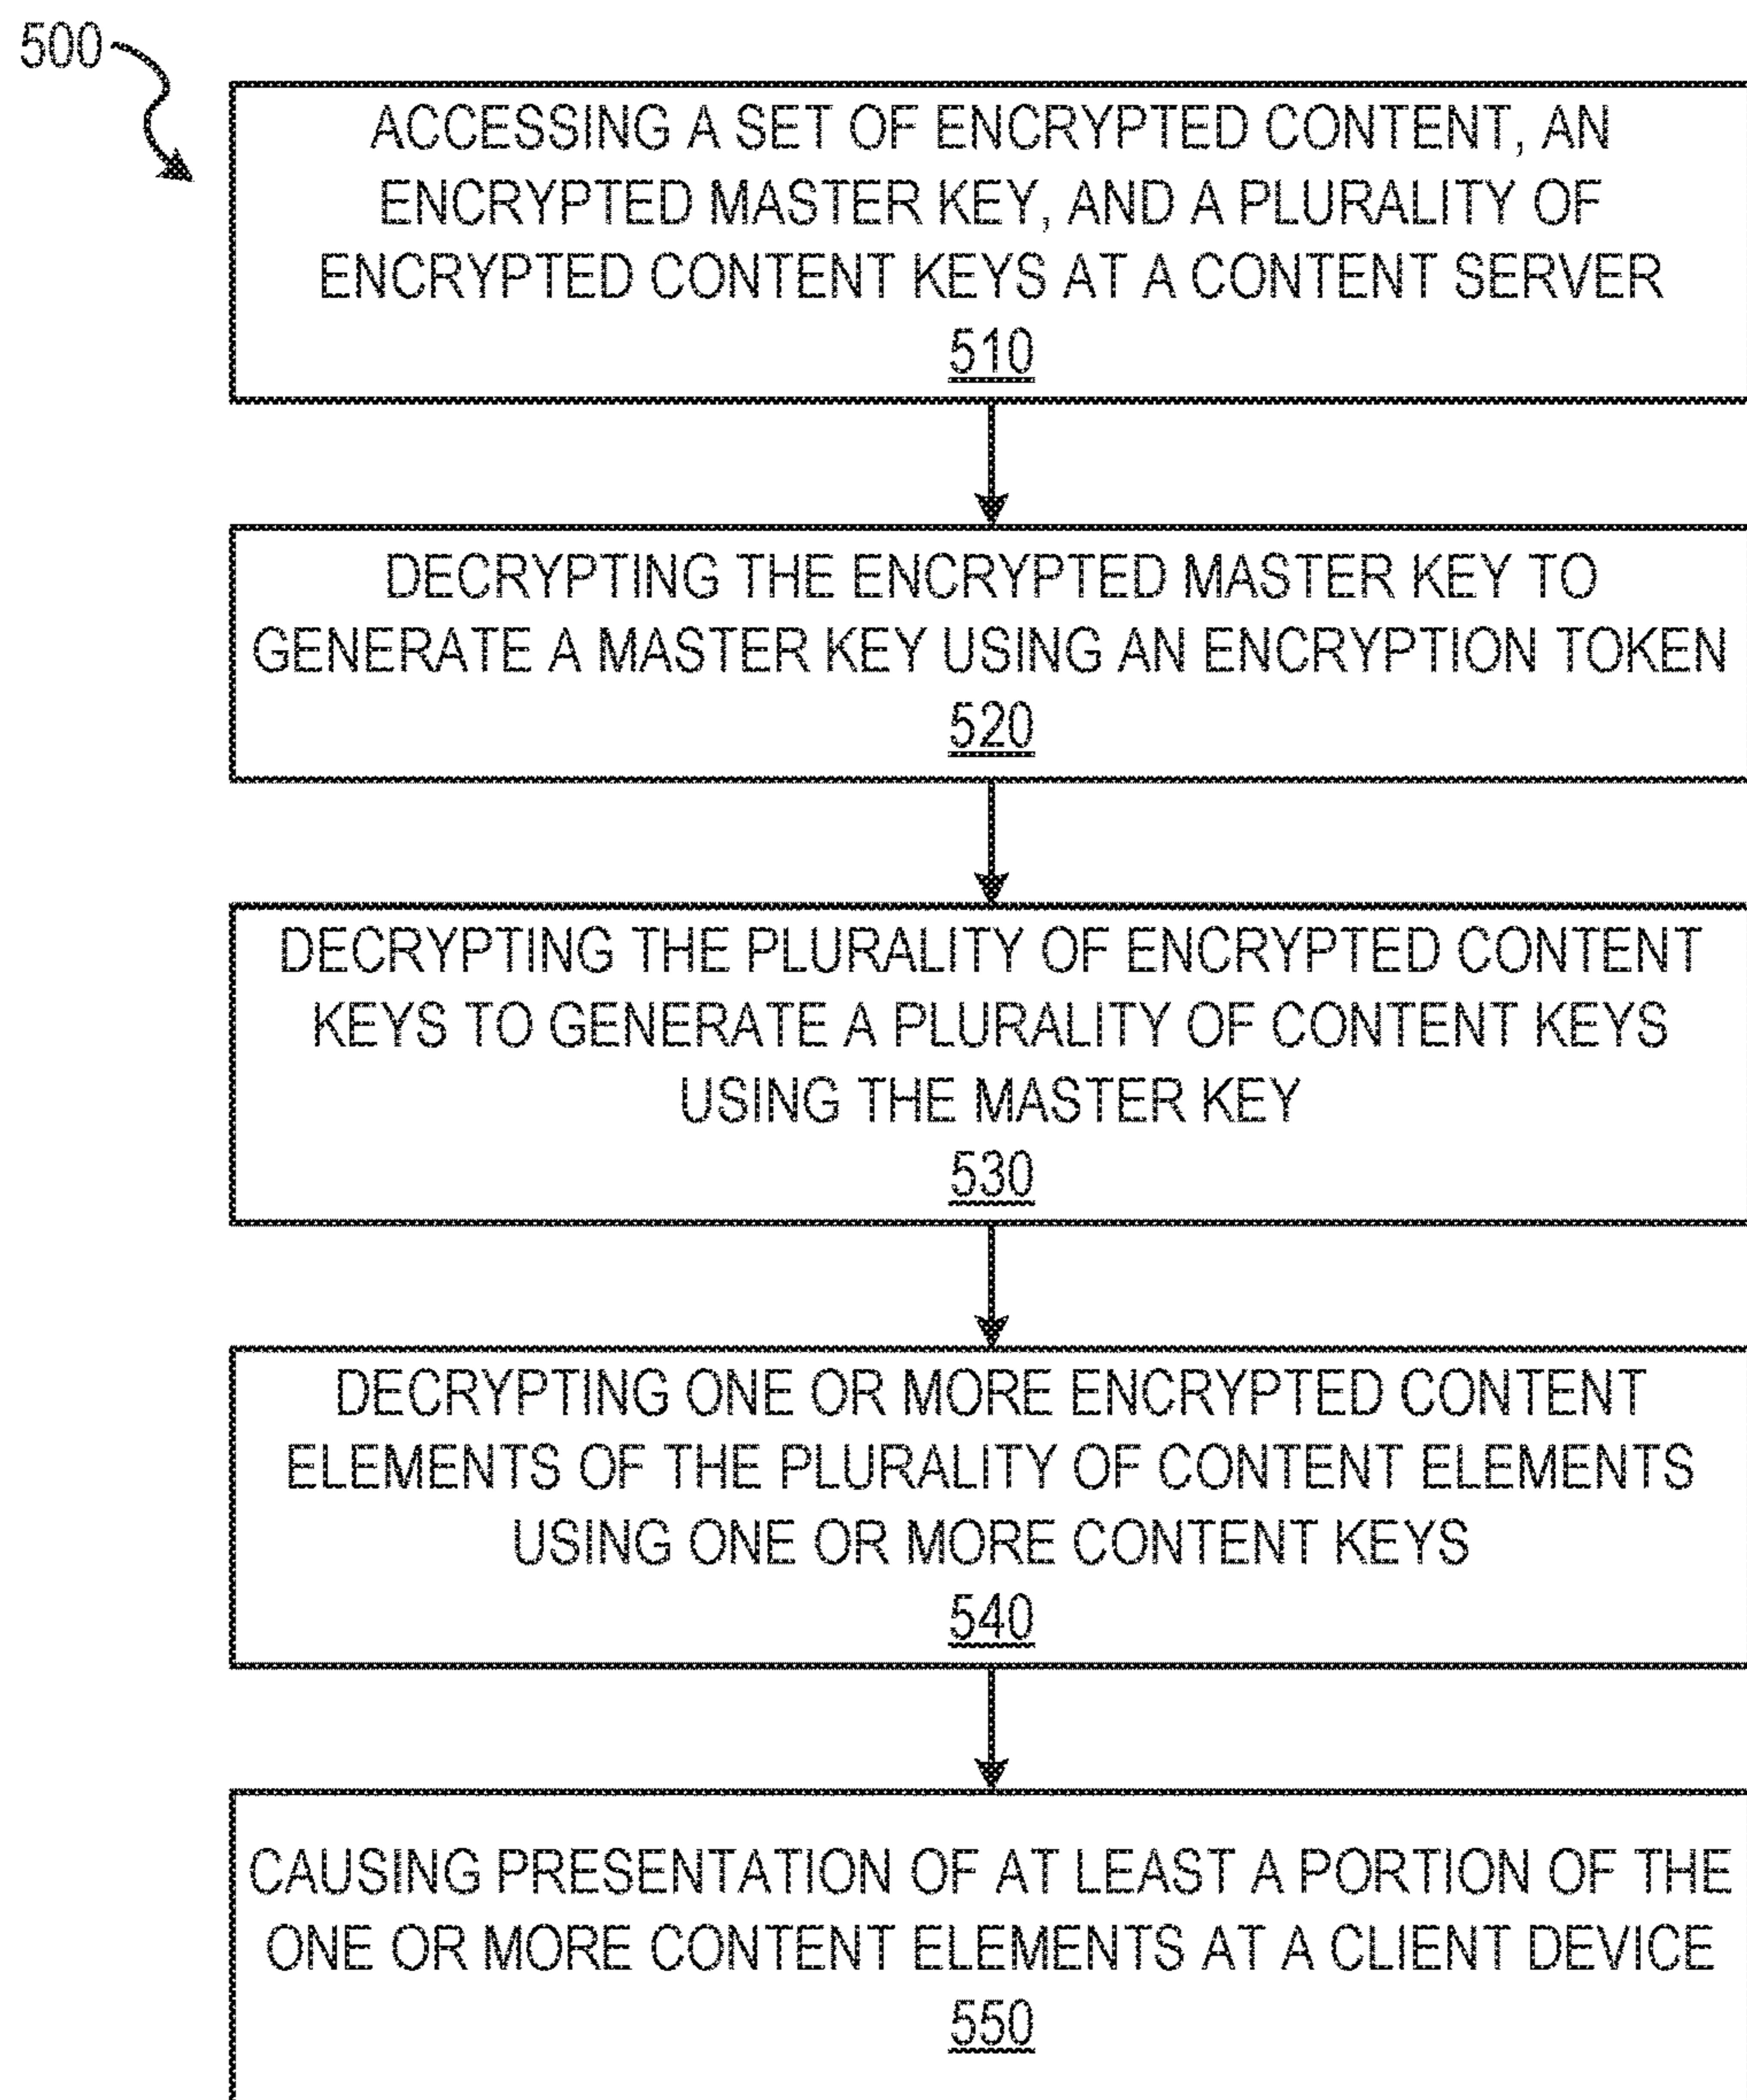 500
ACCESSING A SET OF ENCRYPTED CONTENT, AN
ENCRYPTED MASTER KEY, AND A PLURALITY OF
ENCRYPTED CONTENT KEYS AT A CONTENT SERVER
510
DECRYPTING THE ENCRYPTED MASTER KEY TO
GENERATE A MASTER KEY USING AN ENCRYPTION TOKEN
520
DECRYPTING THE PLURALITY OF ENCRYPTED CONTENT
KEYS TO GENERATE A PLURALITY OF CONTENT KEYS
USING THE MASTER KEY
530
DECRYPTING ONE OR MORE ENCRYPTED CONTENT
ELEMENTS OF THE PLURALITY OF CONTENT ELEMENTS
USING ONE OR MORE CONTENT KEYS
540
CAUSING PRESENTATION OF AT LEAST A PORTION OF THE
ONE OR MORE CONTENT ELEMENTS AT A CLIENT DEVICE
550